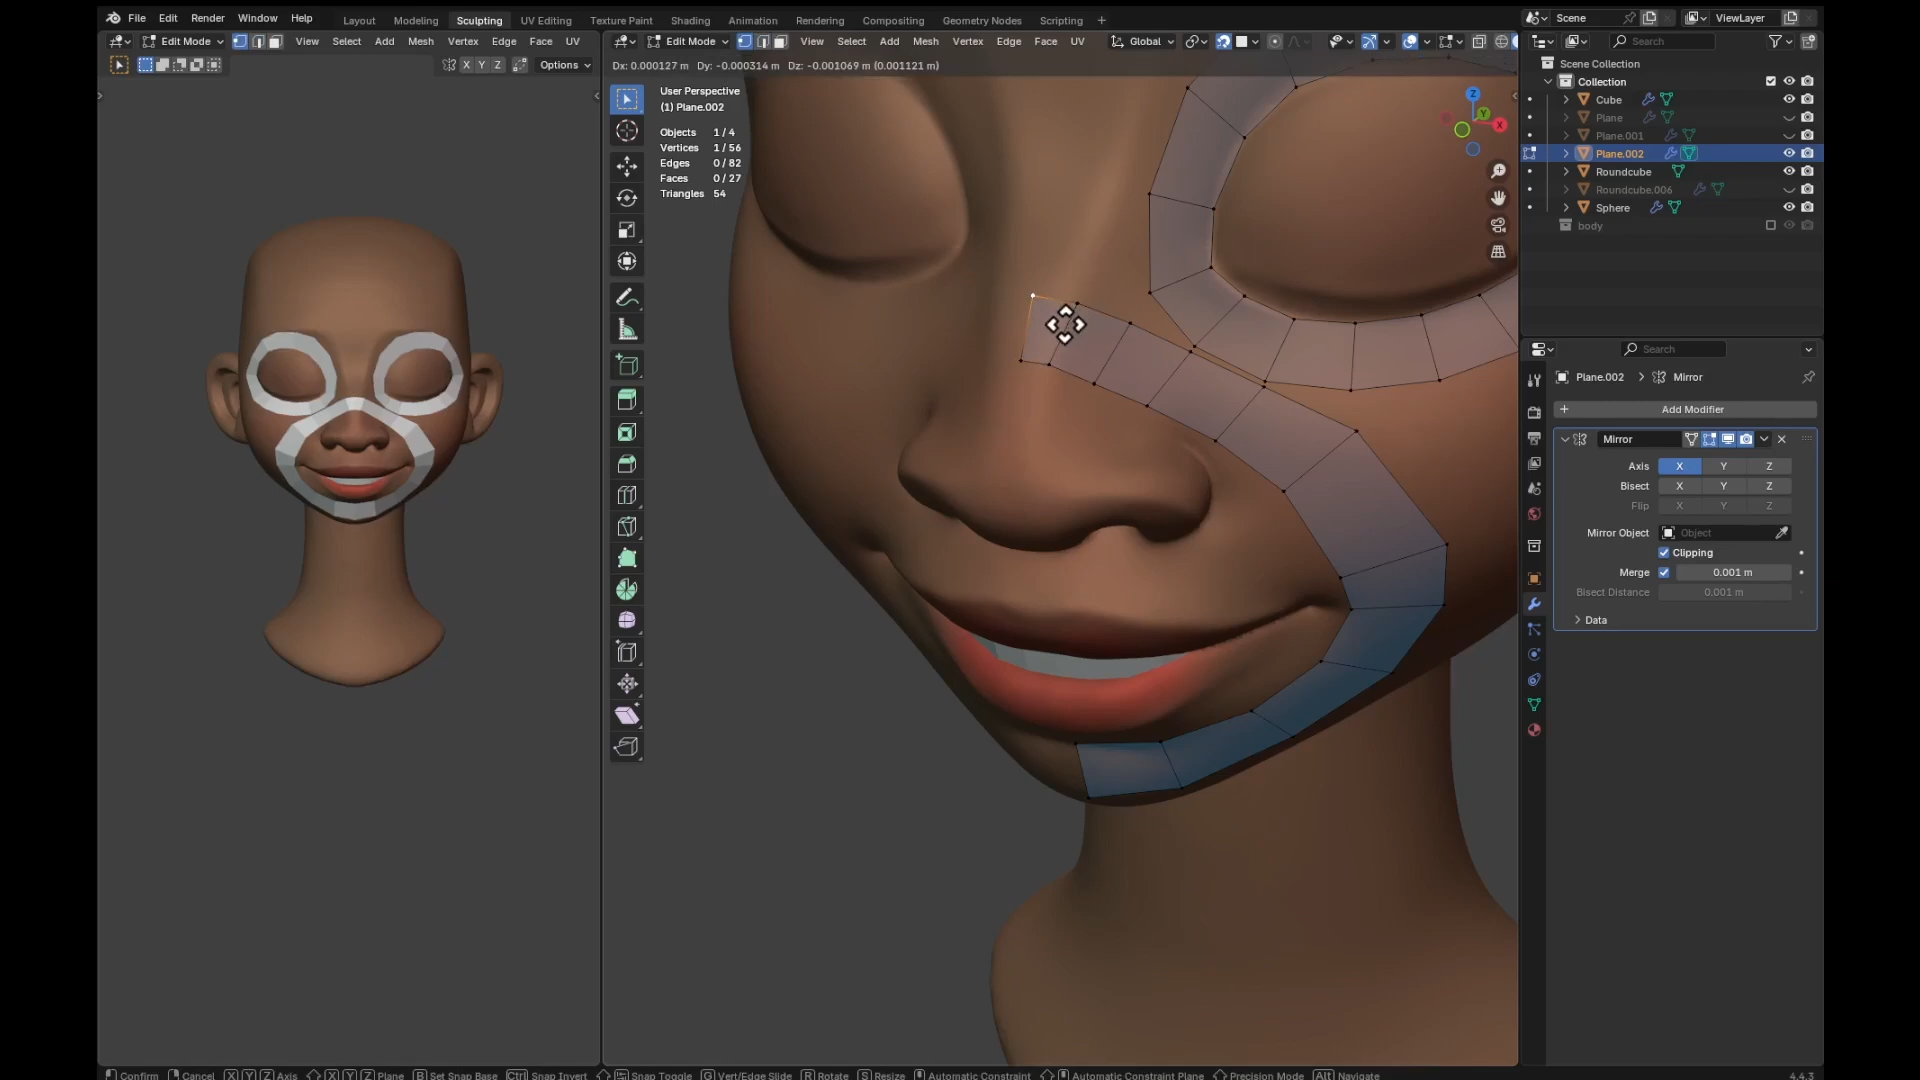 File Edit Render Window Help
Layout Modeling Sculpting UV Editing Texture Paint Shading Animation Rendering Compositing Geometry Nodes Scripting +
Scene ViewLayer
Edit Mode View Select Add Mesh Vertex Edge Face UV
Edit Mode View Select Add Mesh Vertex Edge Face UV Global
Search
X Y Z Options
Dx: 0.000127 m Dy: -0.000314 m Dz: -0.001069 m (0.001121 m)
User Perspective
(1) Plane.002
Objects 1 / 4
Vertices 1 / 56
Edges 0 / 82
Faces 0 / 27
Triangles 54
Z
Y
X
Scene Collection
Collection
Cube
Plane
Plane.001
Plane.002
Roundcube
Roundcube.006
Sphere
body
Search
Plane.002 > Mirror
+ Add Modifier
Mirror
Axis X Y Z
Bisect X Y Z
Flip X Y Z
Mirror Object Object
Clipping
Merge 0.001 m
Bisect Distance 0.001 m
Data
Confirm Cancel X Y Z Axis X Y Z Plane B Set Snap Base Ctrl Snap Invert Snap Toggle G Vert/Edge Slide R Rotate S Resize Automatic Constraint Automatic Constraint Plane Precision Mode Alt Navigate
4.4.3